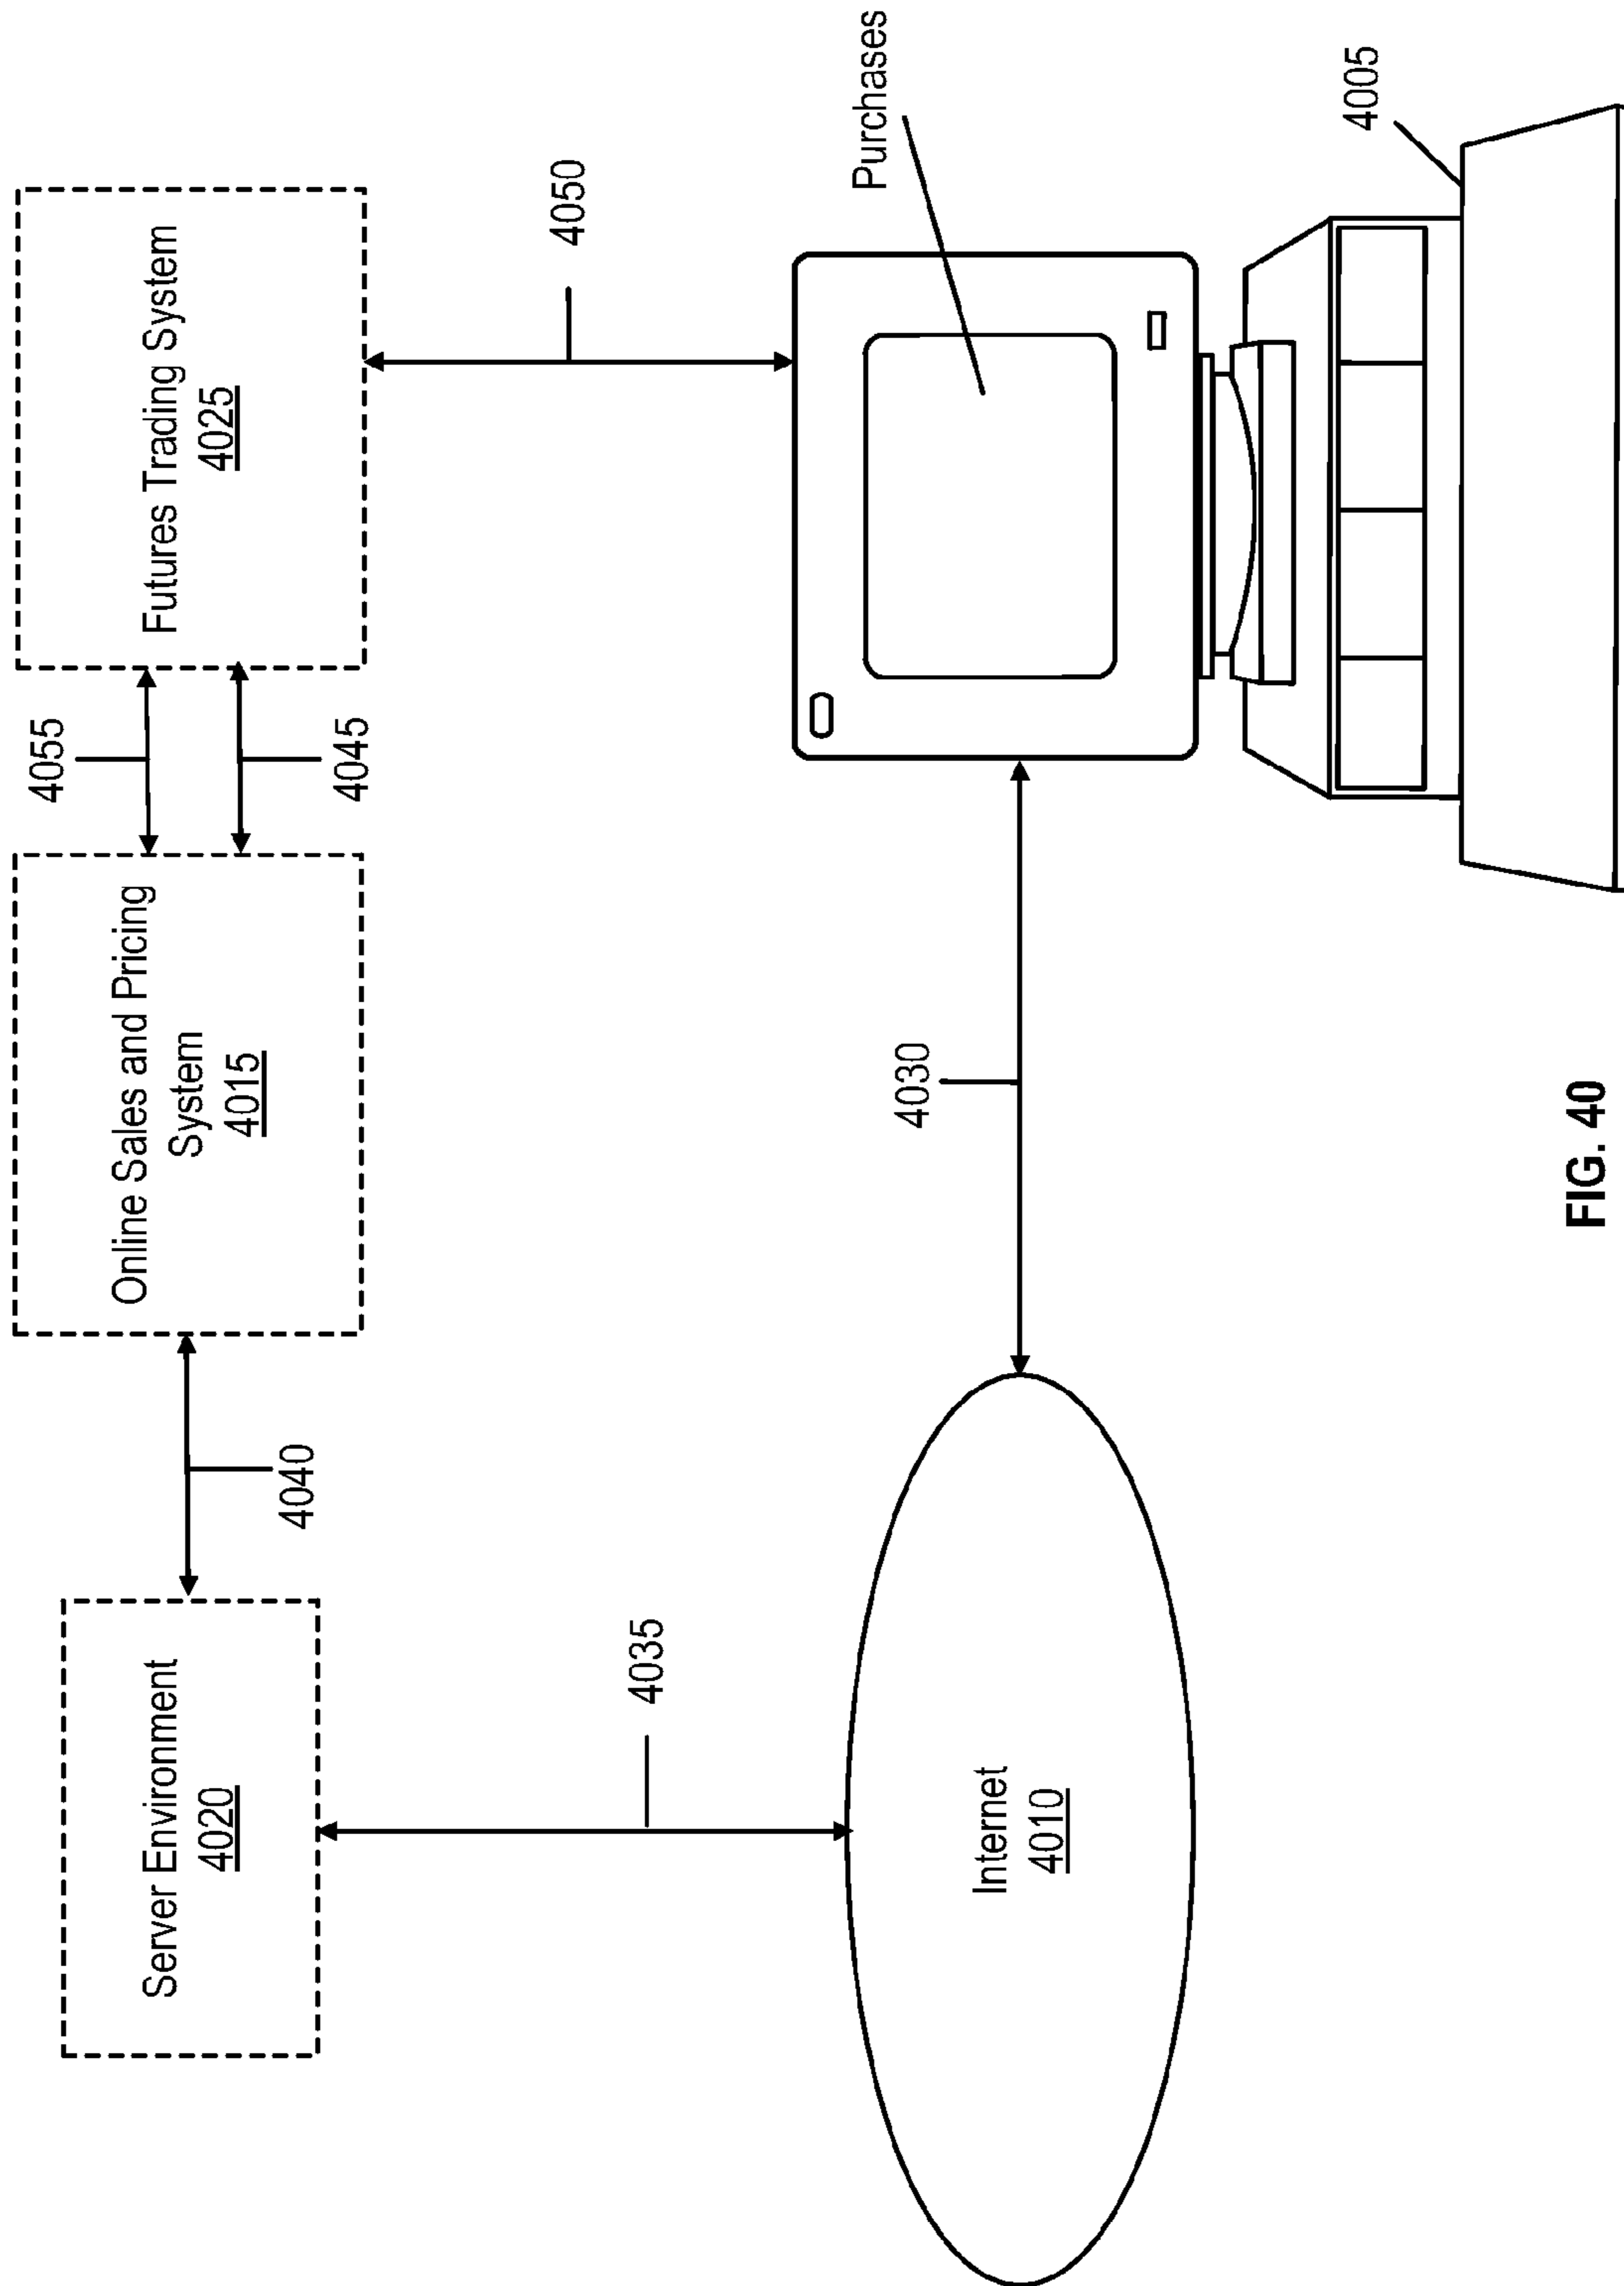 Server Environment
4020
4040
Online Sales and Pricing
System
4015
4055
4045
Futures Trading System
4025
4035
4050
Internet
4010
4030
Purchases
4005
FIG. 40